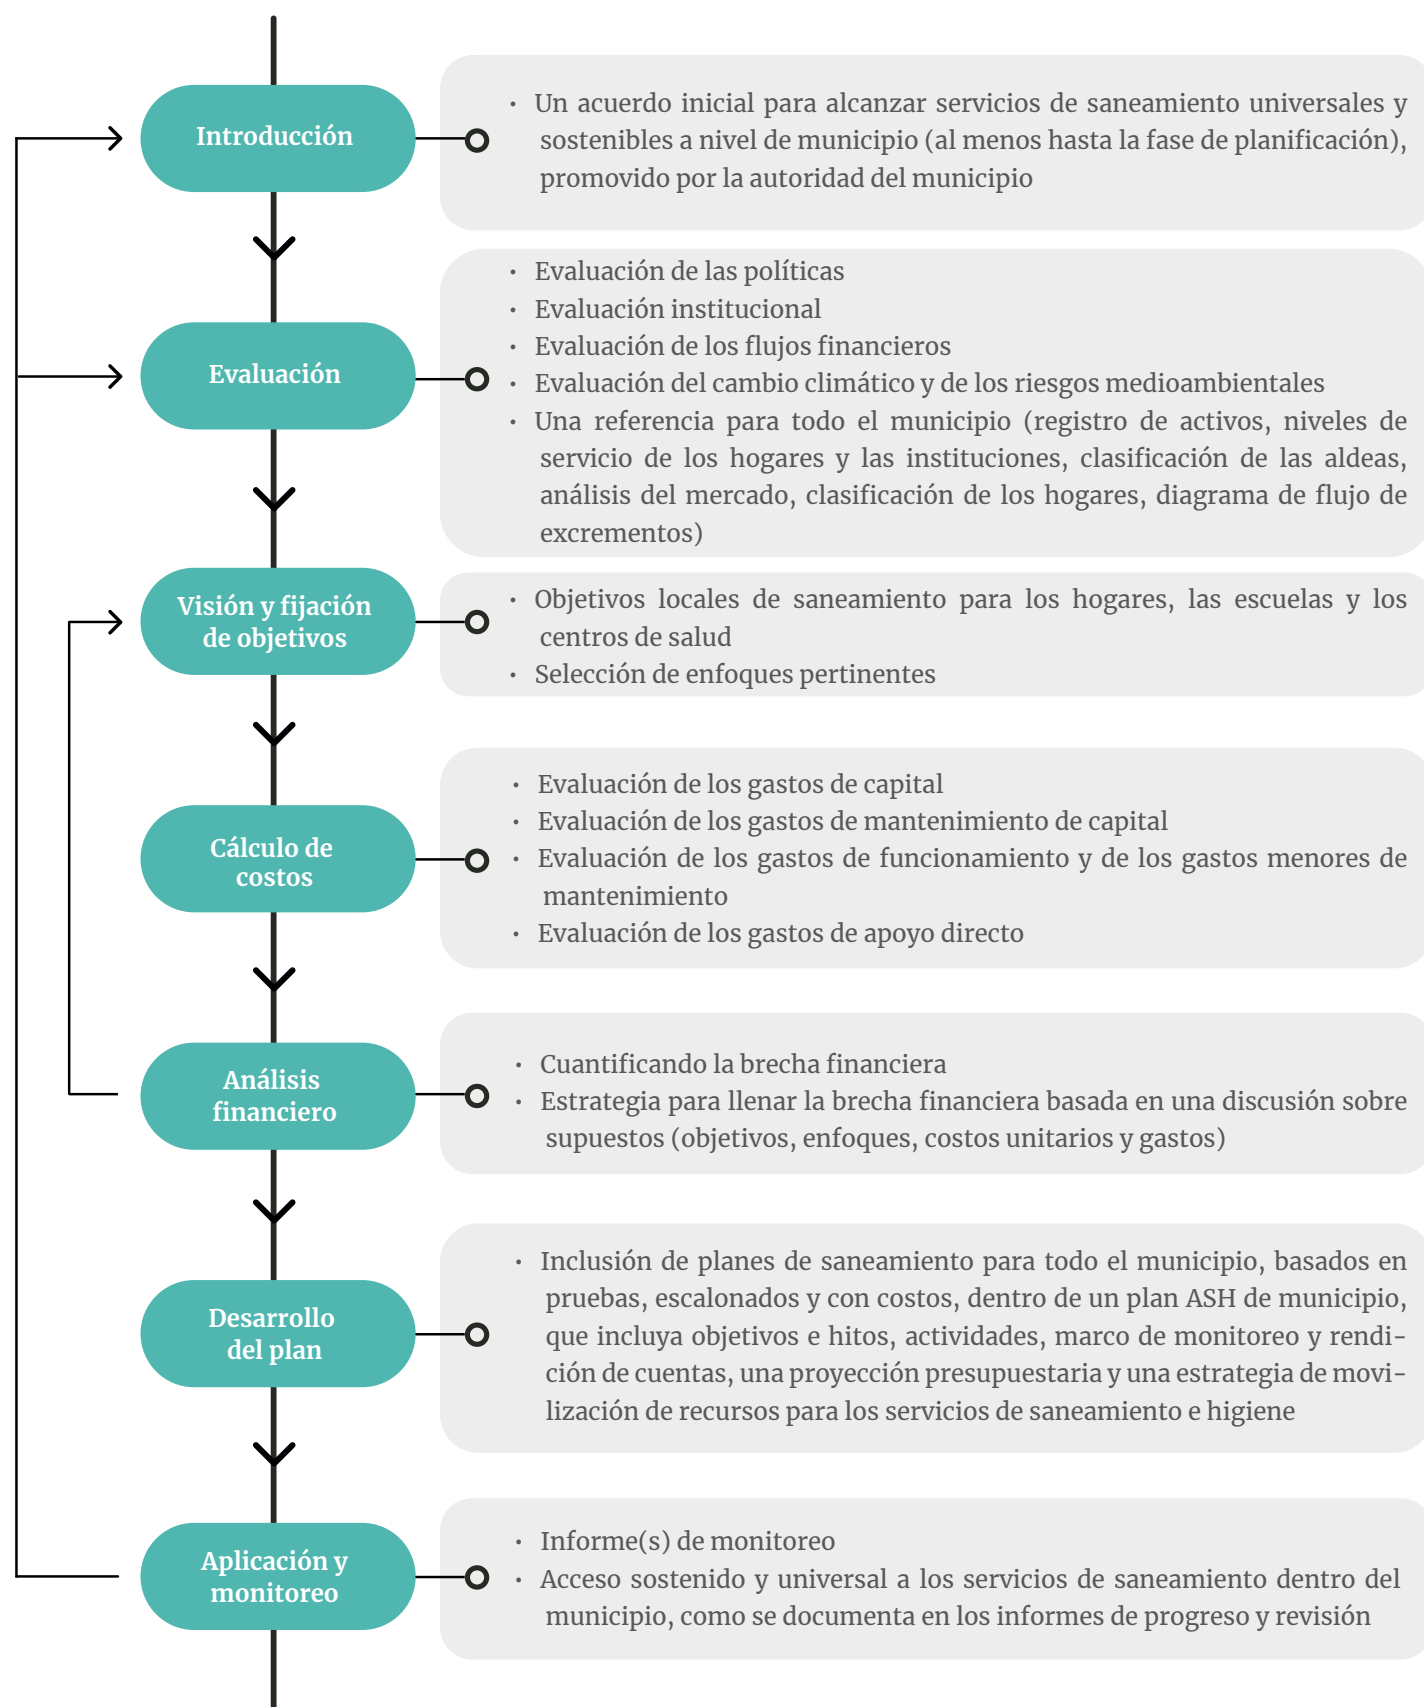 Introducción
· Un acuerdo inicial para alcanzar servicios de saneamiento universales y
sostenibles a nivel de municipio (al menos hasta la fase de planificación),
promovido por la autoridad del municipio
Evaluación
· Evaluación de las políticas
· Evaluación institucional
· Evaluación de los flujos financieros
· Evaluación del cambio climático y de los riesgos medioambientales
· Una referencia para todo el municipio (registro de activos, niveles de
servicio de los hogares y las instituciones, clasificación de las aldeas,
análisis del mercado, clasificación de los hogares, diagrama de flujo de
excrementos)
Visión y fijación
de objetivos
· Objetivos locales de saneamiento para los hogares, las escuelas y los
centros de salud
· Selección de enfoques pertinentes
Cálculo de
costos
· Evaluación de los gastos de capital
· Evaluación de los gastos de mantenimiento de capital
· Evaluación de los gastos de funcionamiento y de los gastos menores de
mantenimiento
· Evaluación de los gastos de apoyo directo
Análisis
financiero
· Cuantificando la brecha financiera
· Estrategia para llenar la brecha financiera basada en una discusión sobre
supuestos (objetivos, enfoques, costos unitarios y gastos)
Desarrollo
del plan
· Inclusión de planes de saneamiento para todo el municipio, basados en
pruebas, escalonados y con costos, dentro de un plan ASH de municipio,
que incluya objetivos e hitos, actividades, marco de monitoreo y rendi-
ción de cuentas, una proyección presupuestaria y una estrategia de movi-
lización de recursos para los servicios de saneamiento e higiene
Aplicación y
monitoreo
· Informe(s) de monitoreo
· Acceso sostenido y universal a los servicios de saneamiento dentro del
municipio, como se documenta en los informes de progreso y revisión